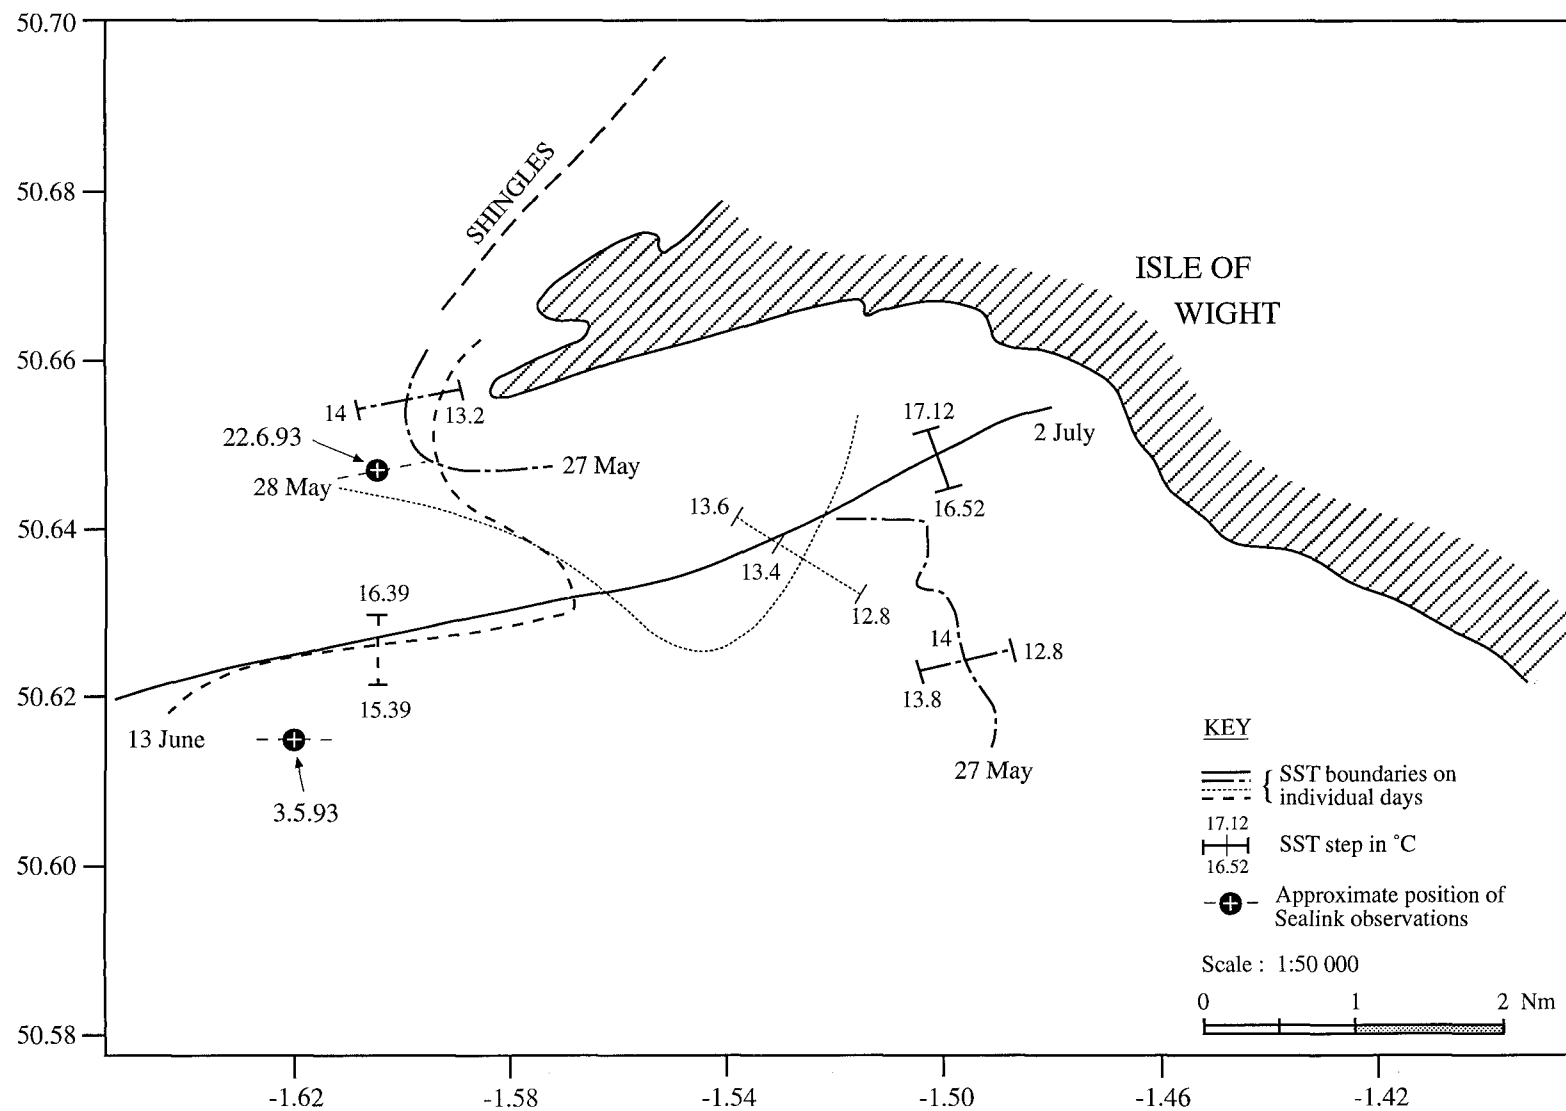 50.70
50.68
50.66
50.64
50.62
50.60
50.58
SHINGLES
ISLE OF
WIGHT
14
13.2
22.6.93
28 May
27 May
17.12
2 July
16.52
13.6
13.4
12.8
16.39
15.39
14
12.8
13.8
13 June
27 May
3.5.93
KEY
SST boundaries on
individual days
17.12
SST step in °C
16.52
Approximate position of
Sealink observations
Scale : 1:50 000
0 1 2 Nm
-1.62 -1.58 -1.54 -1.50 -1.46 -1.42